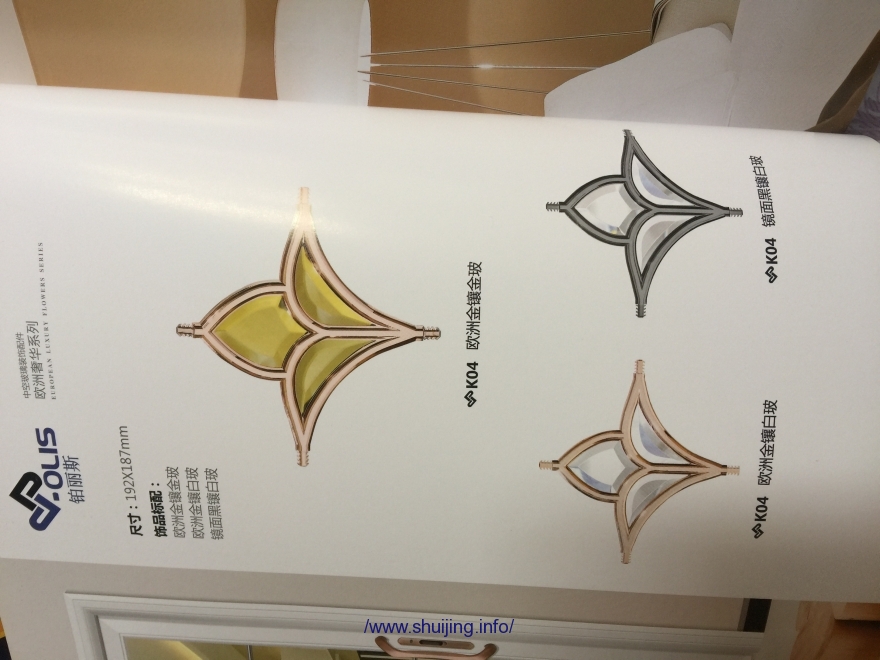 POLIS
铂丽斯
中空玻璃装饰配件
欧洲奢华系列
EUROPEAN LUXURY FLOWERS SERIES
尺寸：192X187mm
饰品标配：
欧洲金镶金玻
欧洲金镶白玻
镜面黑镶白玻
K04 欧洲金镶金玻
K04 欧洲金镶白玻
K04 镜面黑镶白玻
/www.shuijing.info/